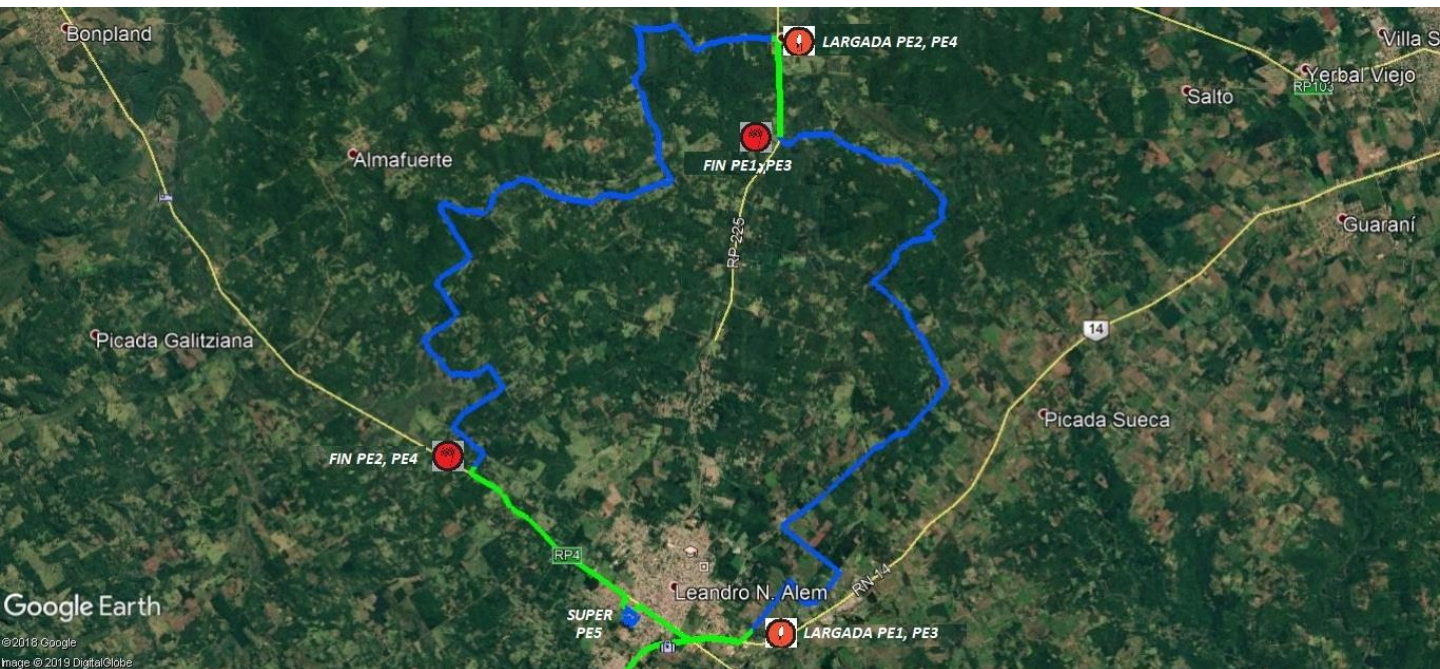 Bonpland
LARGADA PE2, PE4
Villa S
Yerbal Viejo
RP103
Salto
Almafuerte
FIN PE1, PE3
Guaraní
RP 225
Picada Galitziana
14
Picada Sueca
FIN PE2, PE4
RP4
Leandro N. Alem
RN 14
Google Earth
SUPER
PE5
LARGADA PE1, PE3
©2018 Google
Image © 2019 DigitalGlobe